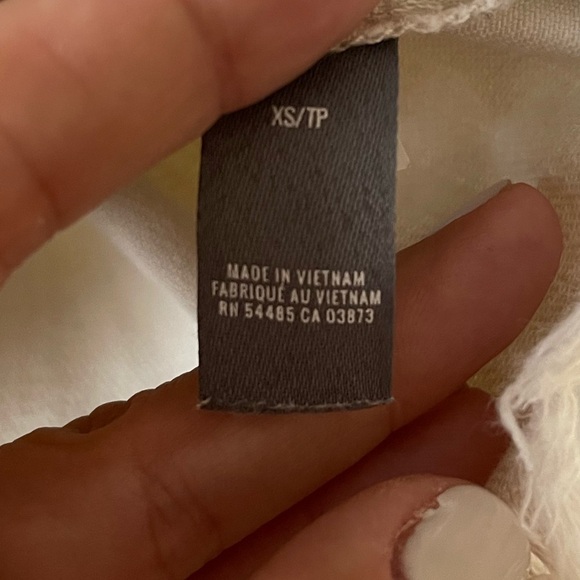 XS/TP
MADE IN VIETNAM
FABRIQUÉ AU VIETNAM
RN 54485 CA 03873